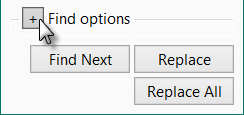 + Find options
Find Next Replace
Replace All